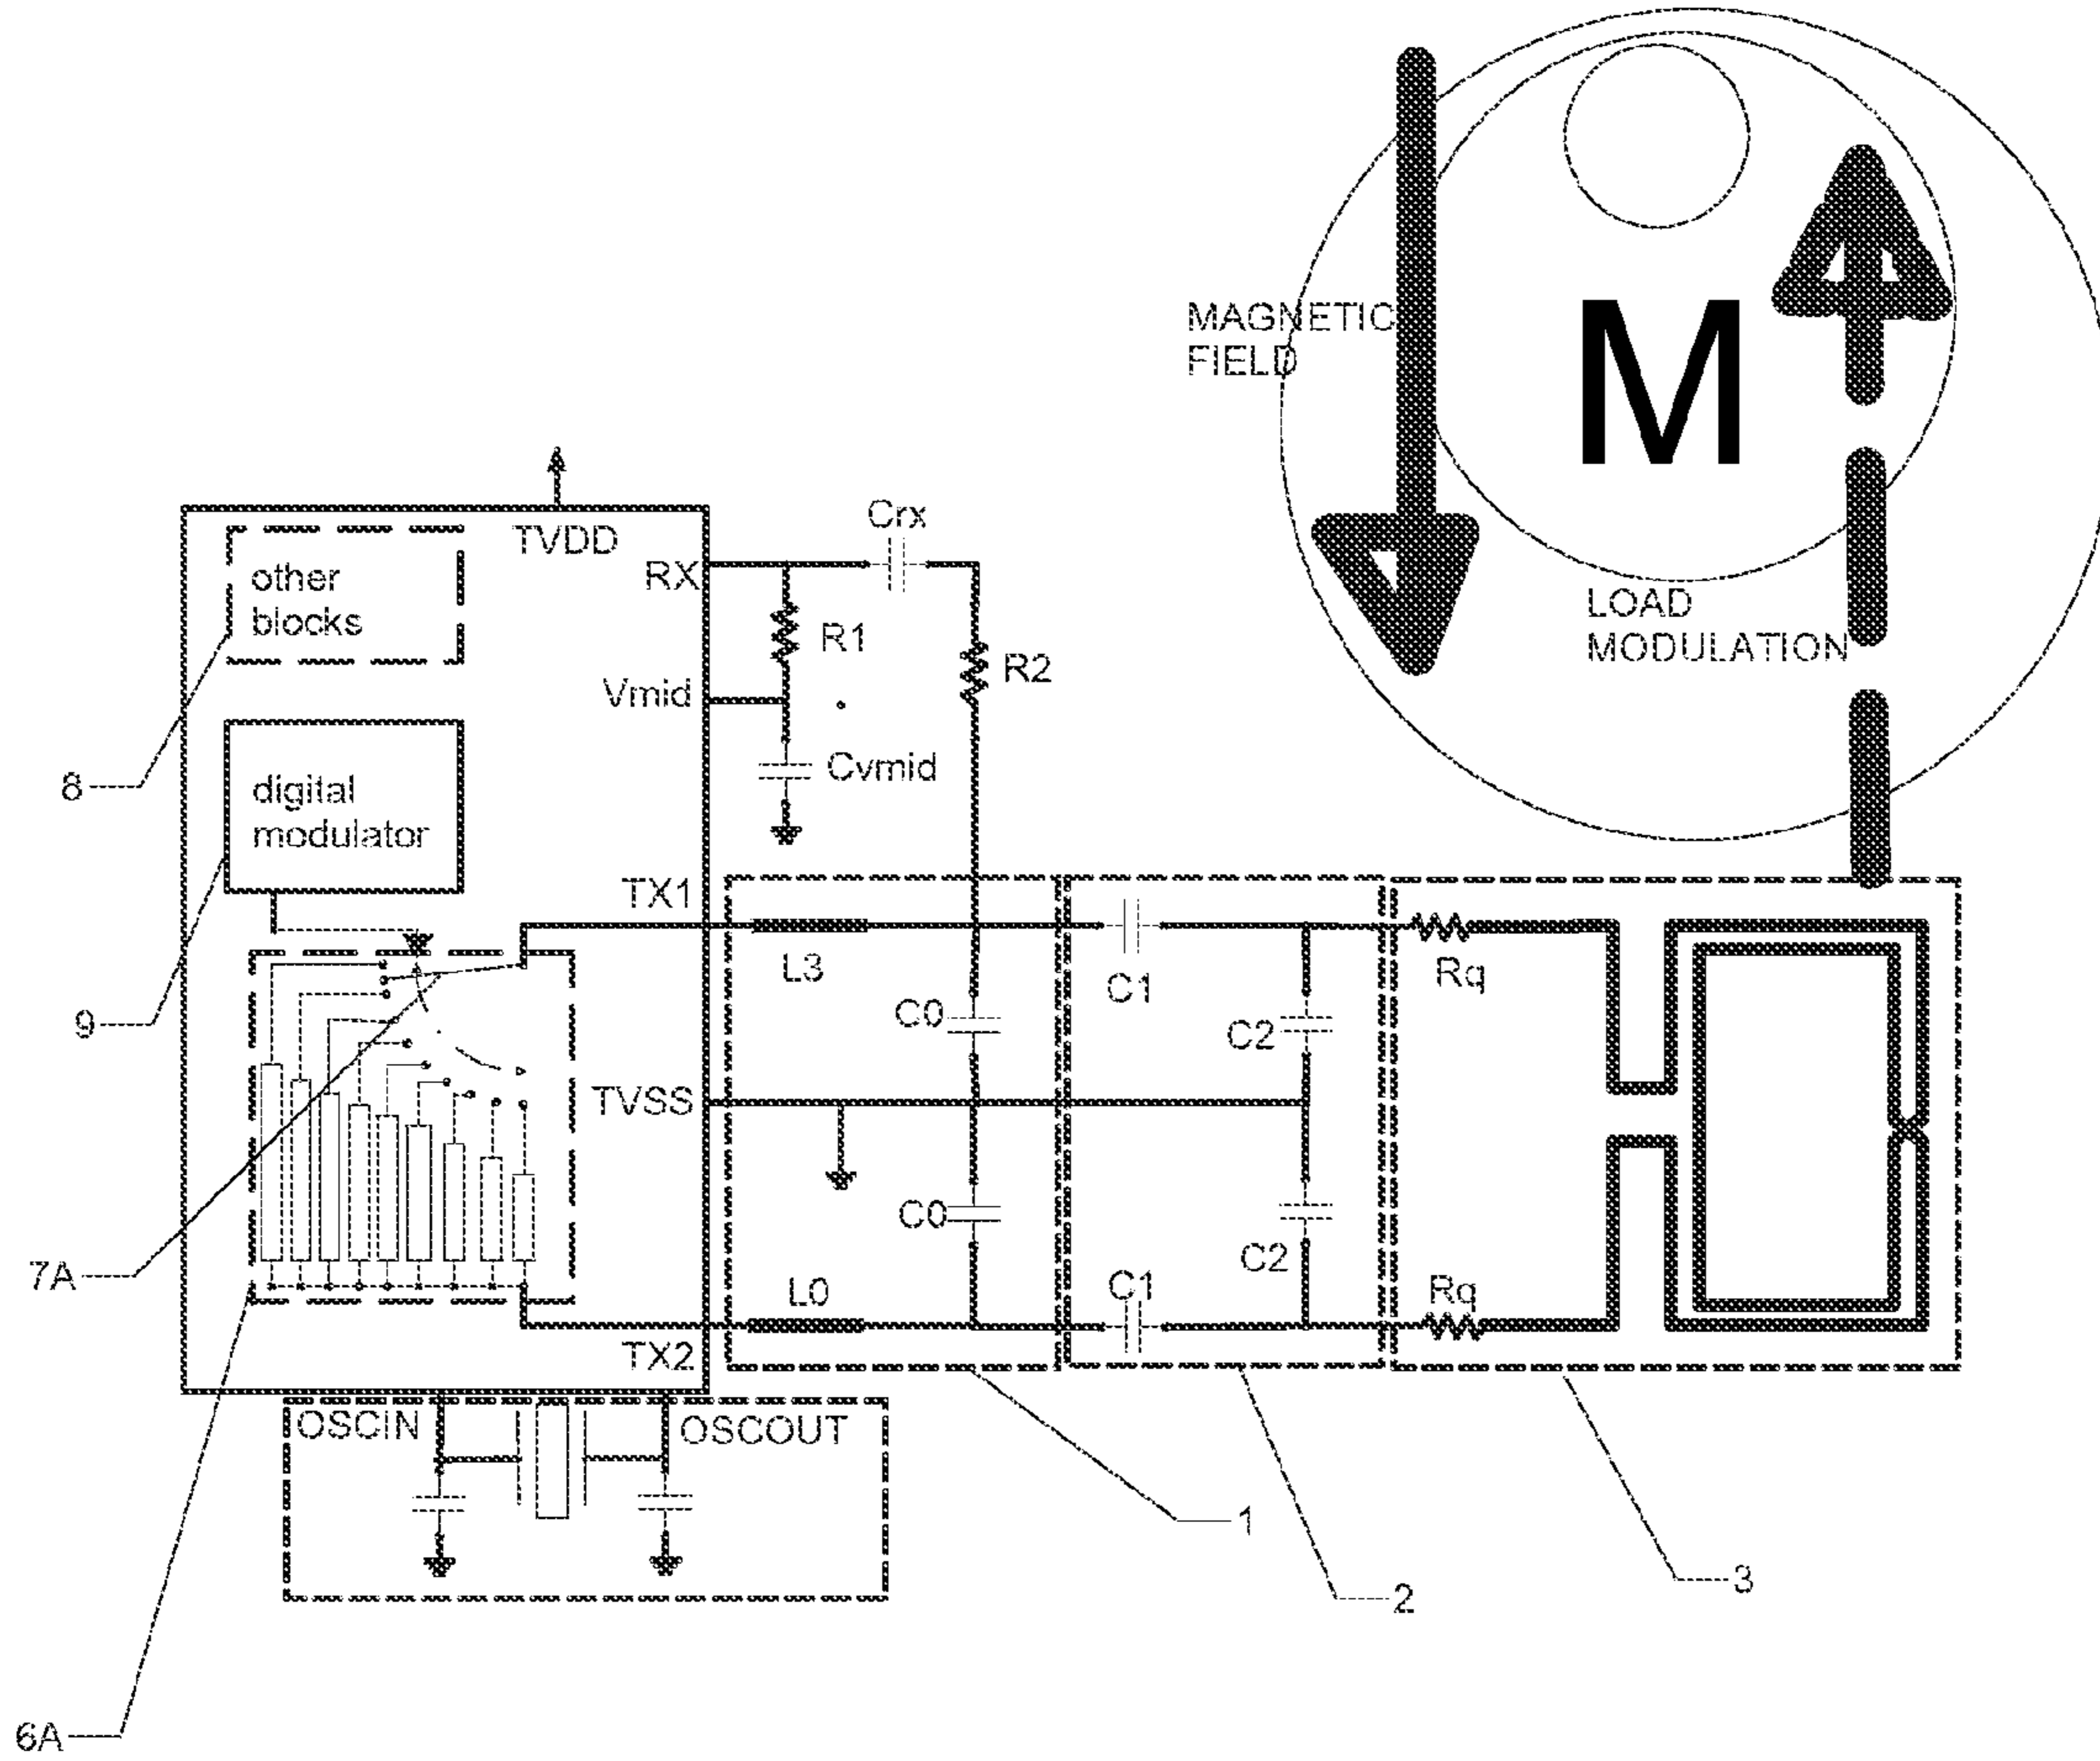 MAGNETIC
FIELD
M
LOAD
MODULATION
TVDD
other
blocks
RX
Crx
R1
R2
Vmid
Cvmid
8
digital
modulator
9
TX1
L3
C0
C1
C2
Rq
TVSS
C0
C2
7A
L0
C1
Rq
TX2
OSCIN
OSCOUT
1
2
3
6A